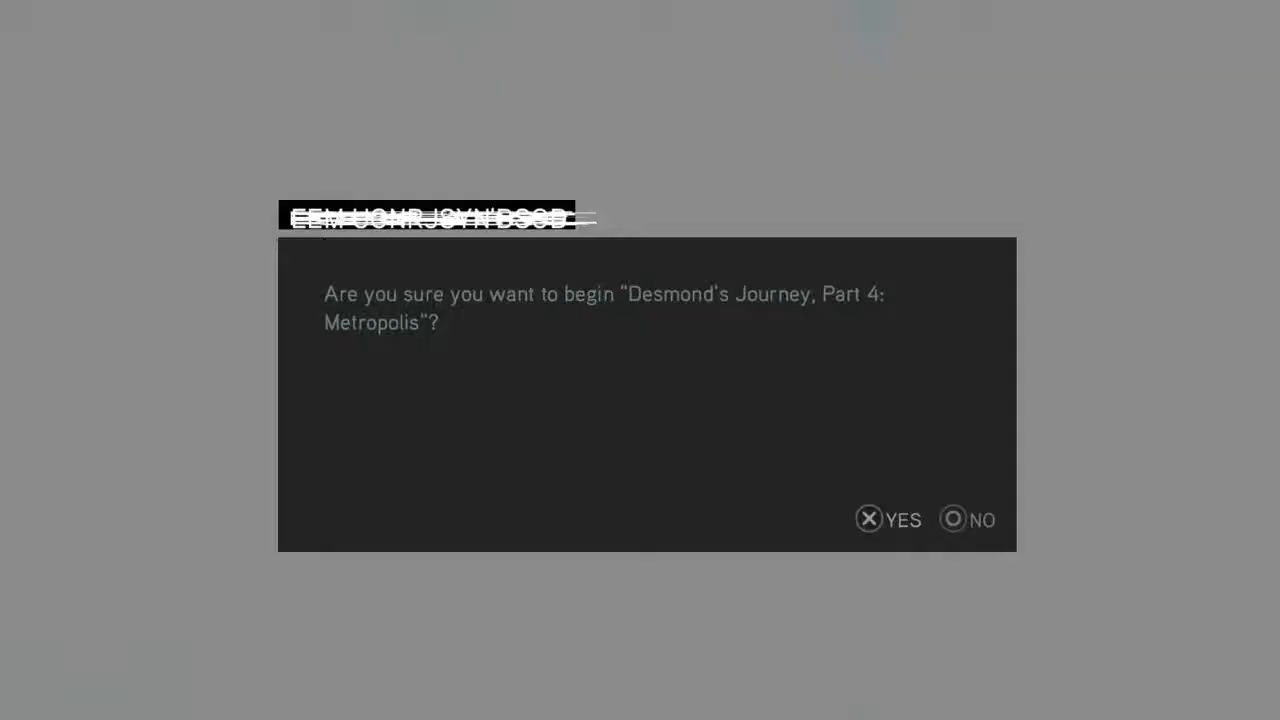 Are you sure you want to begin "Desmond's Journey, Part 4:
Metropolis"?
YES NO